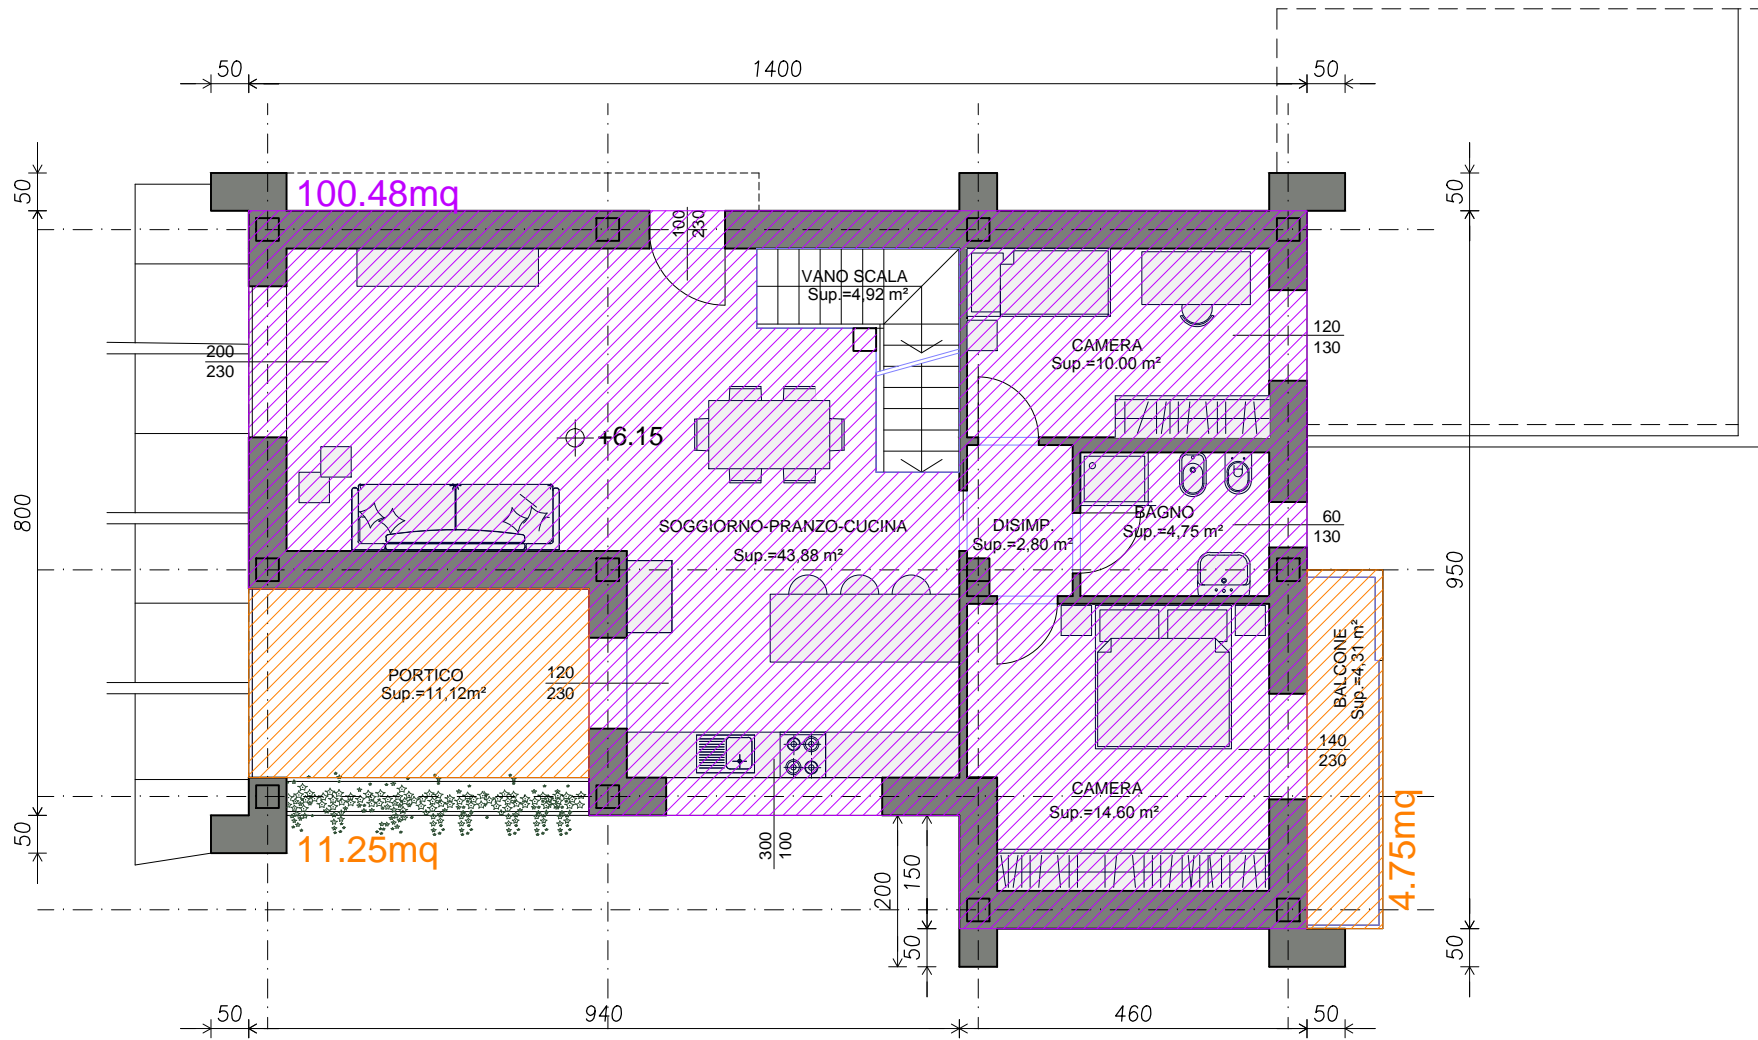 50
1400
50
50
100.48mq
50
100
230
VANO SCALA
Sup.=4,92 m²
CAMERA
Sup.=10.00 m²
120
130
200
230
+6.15
800
SOGGIORNO-PRANZO-CUCINA
Sup.=43,88 m²
DISIMP.
Sup.=2,80 m²
BAGNO
Sup.=4,75 m²
60
130
950
PORTICO
Sup.=11,12m²
120
230
BALCONE
Sup.=4,31 m²
140
230
CAMERA
Sup.=14.60 m²
4.75mq
50
11.25mq
300
100
200
150
50
50
50
940
460
50